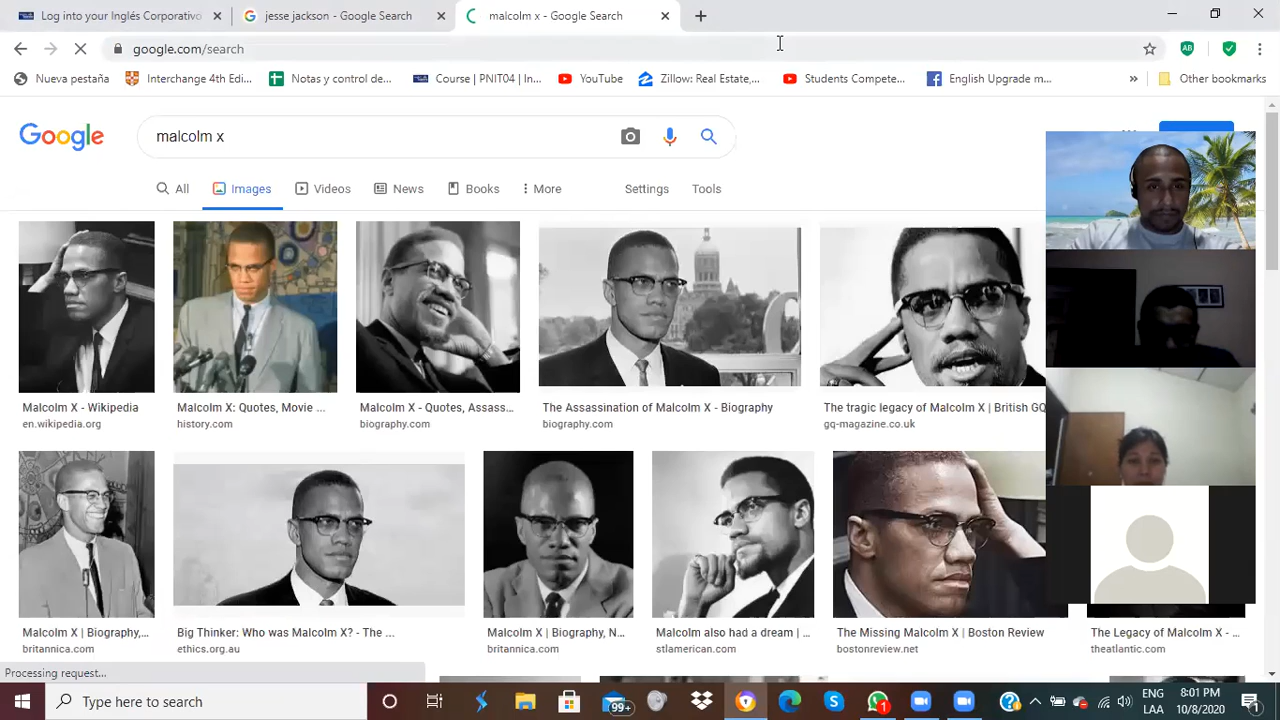 Log into your Inglés Corporativo
jesse jackson - Google Search
malcolm x - Google Search
google.com/search
Nueva pestaña
Interchange 4th Edi...
Notas y control de...
Course | PNIT04 | In...
YouTube
Zillow: Real Estate,...
Students Compete...
English Upgrade m...
»
Other bookmarks
Google
malcolm x
All
Images
Videos
News
Books
More
Settings
Tools
Malcolm X - Wikipedia
en.wikipedia.org
Malcolm X: Quotes, Movie ...
history.com
Malcolm X - Quotes, Assass...
biography.com
The Assassination of Malcolm X - Biography
biography.com
The tragic legacy of Malcolm X | British GQ
gq-magazine.co.uk
Malcolm X | Biography,...
britannica.com
Big Thinker: Who was Malcolm X? - The ...
ethics.org.au
Malcolm X | Biography, N...
britannica.com
Malcolm also had a dream | ...
stlamerican.com
The Missing Malcolm X | Boston Review
bostonreview.net
The Legacy of Malcolm X - ...
theatlantic.com
Processing request...
Type here to search
99+
1
ENG
LAA
8:01 PM
10/8/2020
1